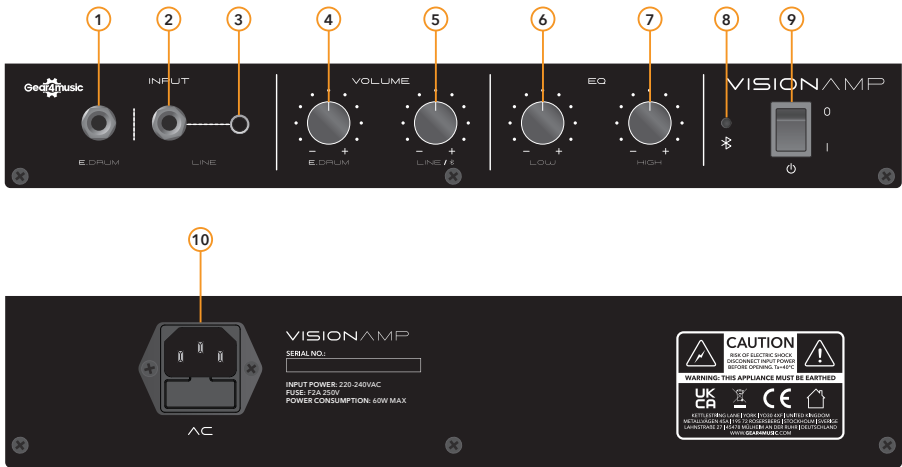 1 2 3 4 5 6 7 8 9
Gear4music
INPUT
VOLUME
EQ
VISIONAMP
E.DRUM
LINE
- +
E.DRUM
- +
LINE /
- +
LOW
- +
HIGH
O
I
10
VISIONAMP
SERIAL NO.:
INPUT POWER: 220-240VAC
FUSE: F2A 250V
POWER CONSUMPTION: 60W MAX
AC
CAUTION
RISK OF ELECTRIC SHOCK
DISCONNECT INPUT POWER
BEFORE OPENING. Ta=40°C
WARNING: THIS APPLIANCE MUST BE EARTHED
UK
CA
CE
KETTLESTRING LANE | YORK | YO30 4XF | UNITED KINGDOM
METALLVÄGEN 45A | 195 72 ROSERSBERG | STOCKHOLM | SVERIGE
LAHNSTRAßE 27 | 45478 MÜLHEIM AN DER RUHR | DEUTSCHLAND
WWW.GEAR4MUSIC.COM